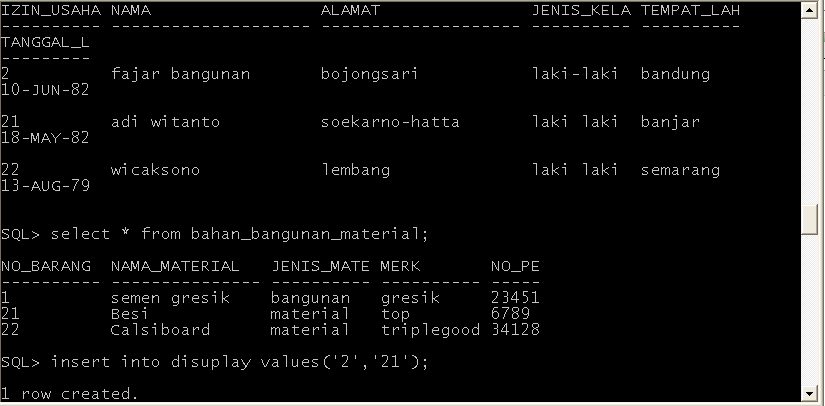 IZIN_USAHA NAMA                 ALAMAT               JENIS_KELA TEMPAT_LAH
---------- -------------------- -------------------- ---------- ----------
TANGGAL_L
---------
2          fajar bangunan       bojongsari           laki-laki  bandung
10-JUN-82
21         adi witanto          soekarno-hatta       laki laki  banjar
18-MAY-82
22         wicaksono            lembang              laki laki  semarang
13-AUG-79
SQL> select * from bahan_bangunan_material;
NO_BARANG  NAMA_MATERIAL   JENIS_MATE MERK       NO_PE
---------- --------------- ---------- ---------- -----
1          semen gresik    bangunan   gresik     23451
21         Besi            material   top        6789
22         Calsiboard      material   triplegood 34128
SQL> insert into disuplay values('2','21');
1 row created.